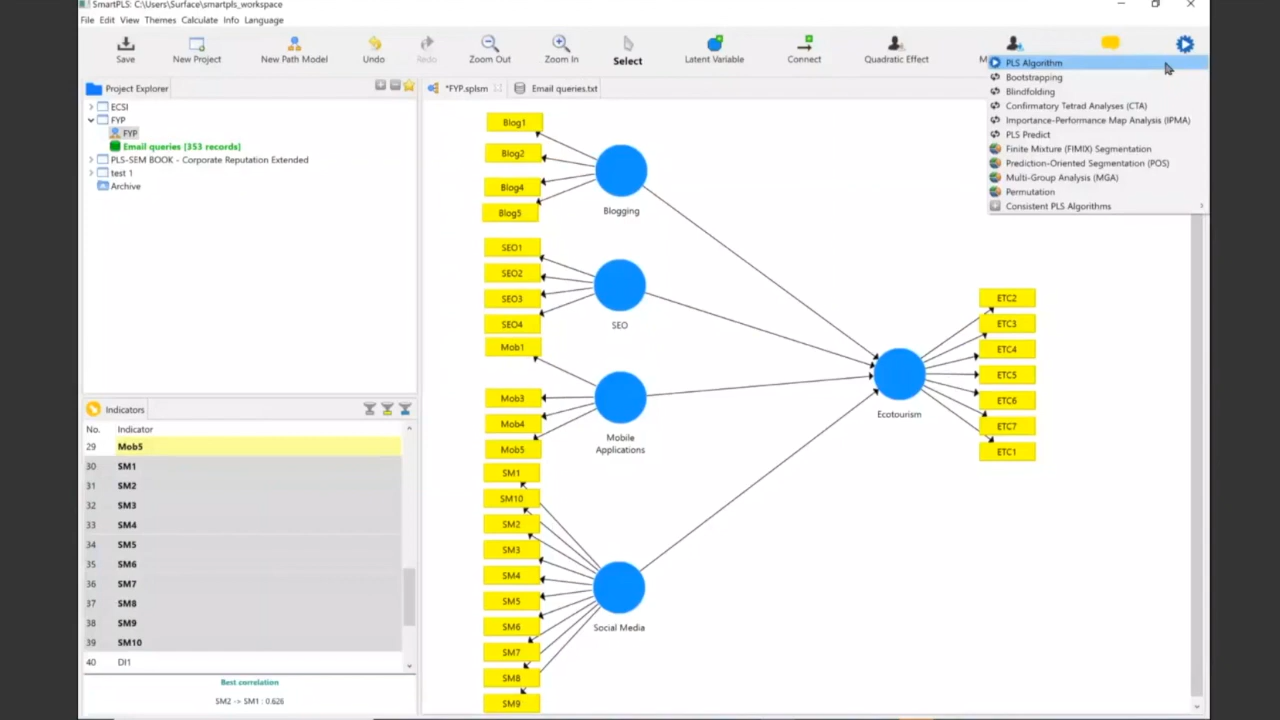 SmartPLS: C:\Users\Surface\smartpls_workspace
File Edit View Themes Calculate Info Language
Save New Project New Path Model Undo Redo Zoom Out Zoom In Select Latent Variable Connect Quadratic Effect
PLS Algorithm
Bootstrapping
Blindfolding
Confirmatory Tetrad Analyses (CTA)
Importance-Performance Map Analysis (IPMA)
PLS Predict
Finite Mixture (FIMIX) Segmentation
Prediction-Oriented Segmentation (POS)
Multi-Group Analysis (MGA)
Permutation
Consistent PLS Algorithms
Project Explorer
ECSI
FYP
FYP
Email queries [353 records]
PLS-SEM BOOK - Corporate Reputation Extended
test 1
Archive
*FYP.splsm Email queries.txt
Blog1
Blog2
Blog4
Blog5
Blogging
SEO1
SEO2
SEO3
SEO4
SEO
Mob1
Mob3
Mob4
Mob5
Mobile
Applications
SM1
SM10
SM2
SM3
SM4
SM5
SM6
SM7
SM8
SM9
Social Media
Ecotourism
ETC2
ETC3
ETC4
ETC5
ETC6
ETC7
ETC1
Indicators
No. Indicator
29 Mob5
30 SM1
31 SM2
32 SM3
33 SM4
34 SM5
35 SM6
36 SM7
37 SM8
38 SM9
39 SM10
40 DI1
Best correlation
SM2 -> SM1 : 0.626